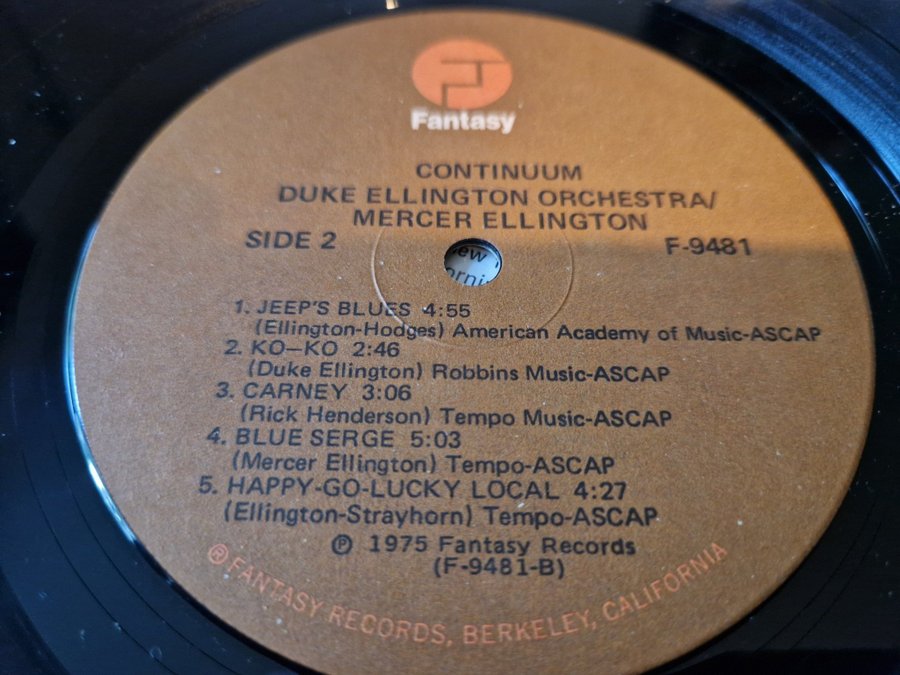 Fantasy
CONTINUUM
DUKE ELLINGTON ORCHESTRA/
MERCER ELLINGTON
SIDE 2 F-9481
1. JEEP'S BLUES 4:55
(Ellington-Hodges) American Academy of Music-ASCAP
2. KO-KO 2:46
(Duke Ellington) Robbins Music-ASCAP
3. CARNEY 3:06
(Rick Henderson) Tempo Music-ASCAP
4. BLUE SERGE 5:03
(Mercer Ellington) Tempo-ASCAP
5. HAPPY-GO-LUCKY LOCAL 4:27
(Ellington-Strayhorn) Tempo-ASCAP
℗ 1975 Fantasy Records
(F-9481-B)
® FANTASY RECORDS, BERKELEY, CALIFORNIA